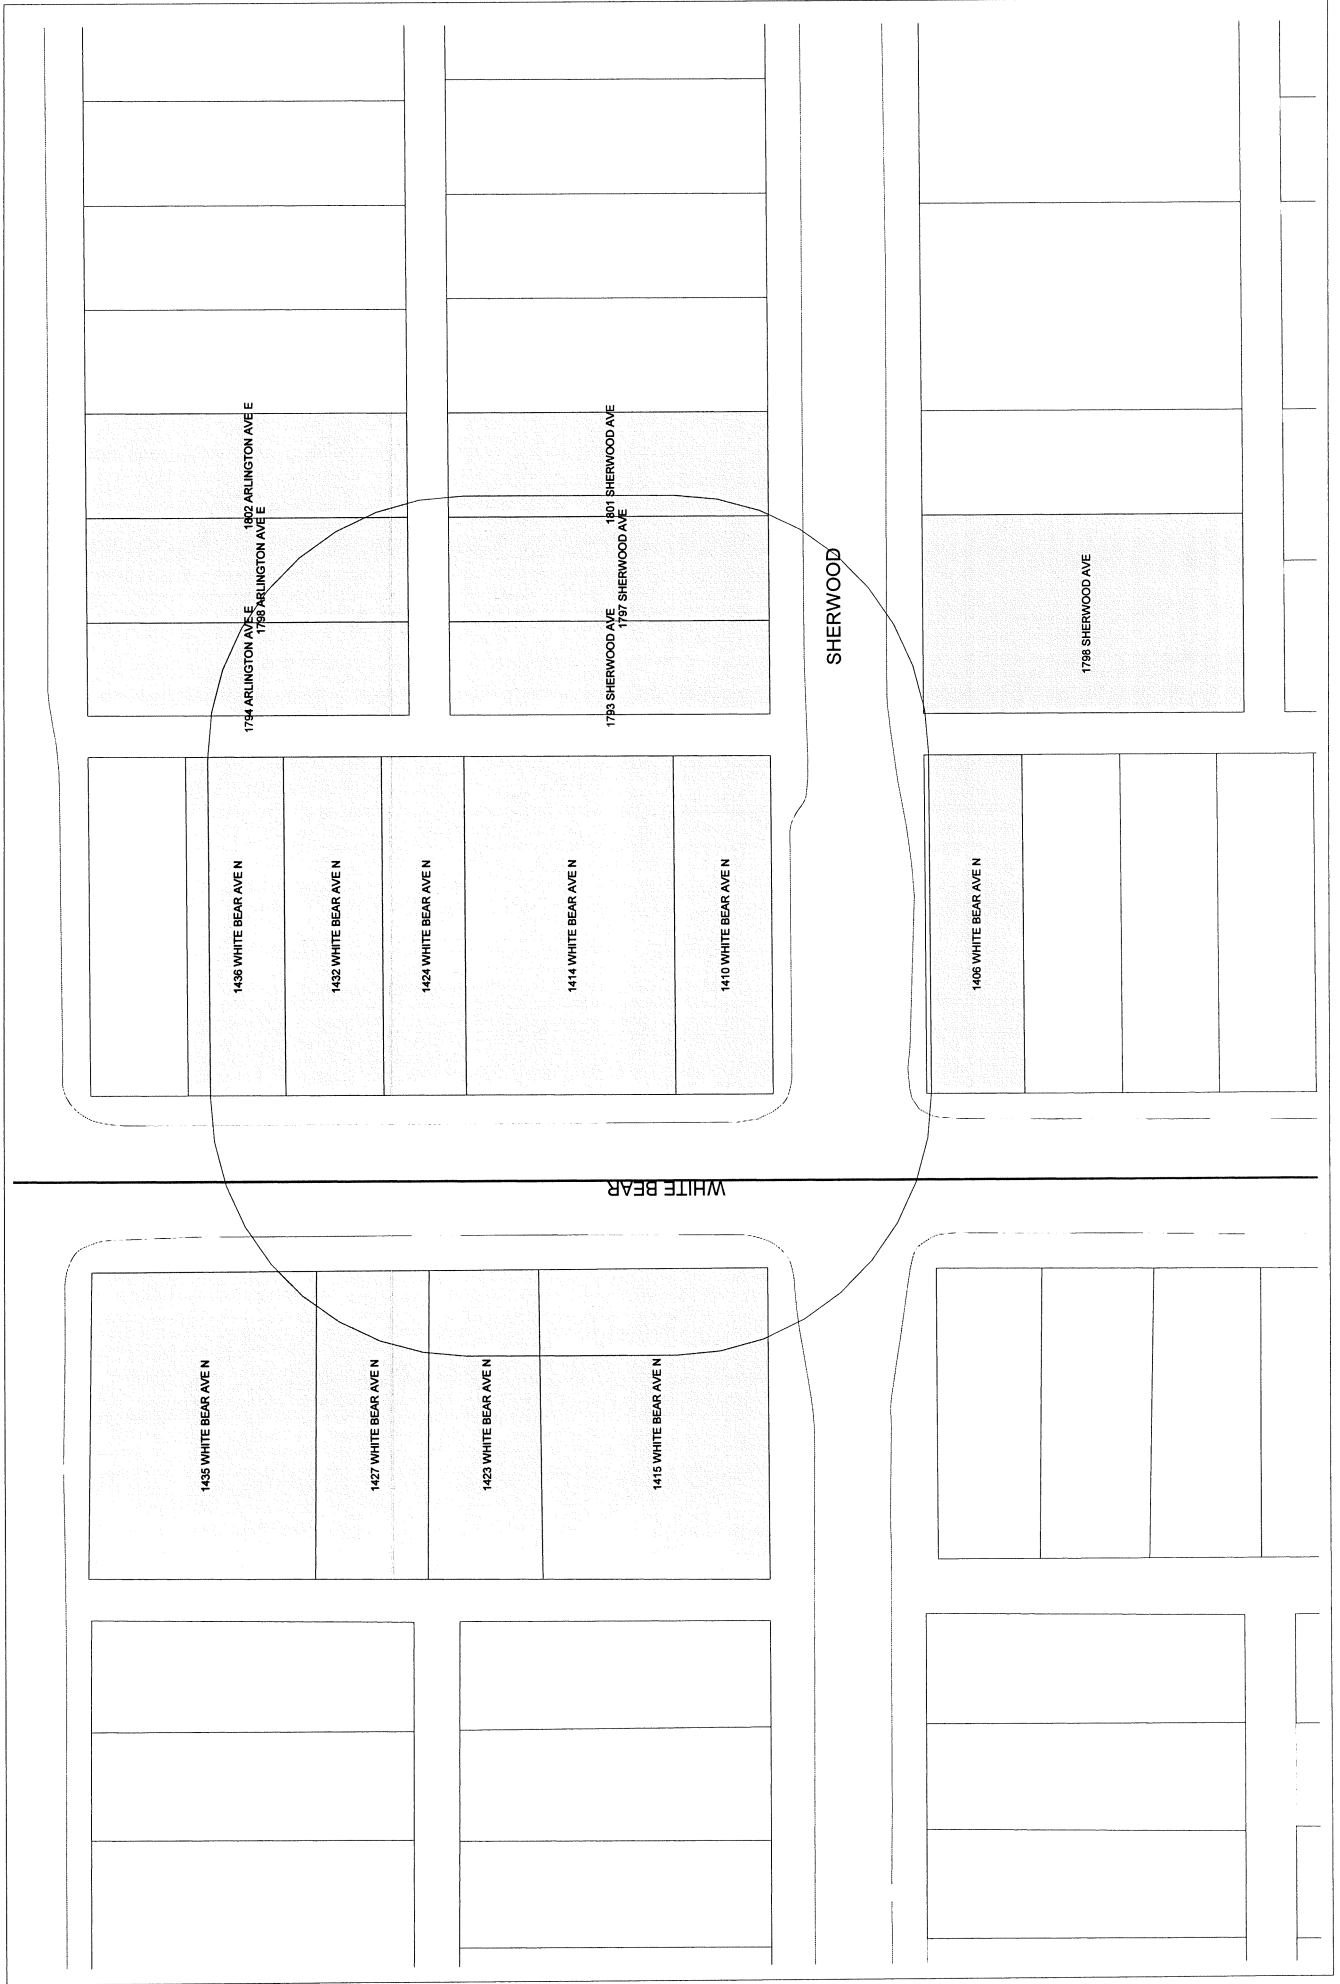 1802 ARLINGTON AVE E
1798 ARLINGTON AVE E
1794 ARLINGTON AVE E
1801 SHERWOOD AVE
1797 SHERWOOD AVE
1793 SHERWOOD AVE
SHERWOOD
1798 SHERWOOD AVE
1436 WHITE BEAR AVE N
1432 WHITE BEAR AVE N
1424 WHITE BEAR AVE N
1414 WHITE BEAR AVE N
1410 WHITE BEAR AVE N
1406 WHITE BEAR AVE N
WHITE BEAR
1435 WHITE BEAR AVE N
1427 WHITE BEAR AVE N
1423 WHITE BEAR AVE N
1415 WHITE BEAR AVE N